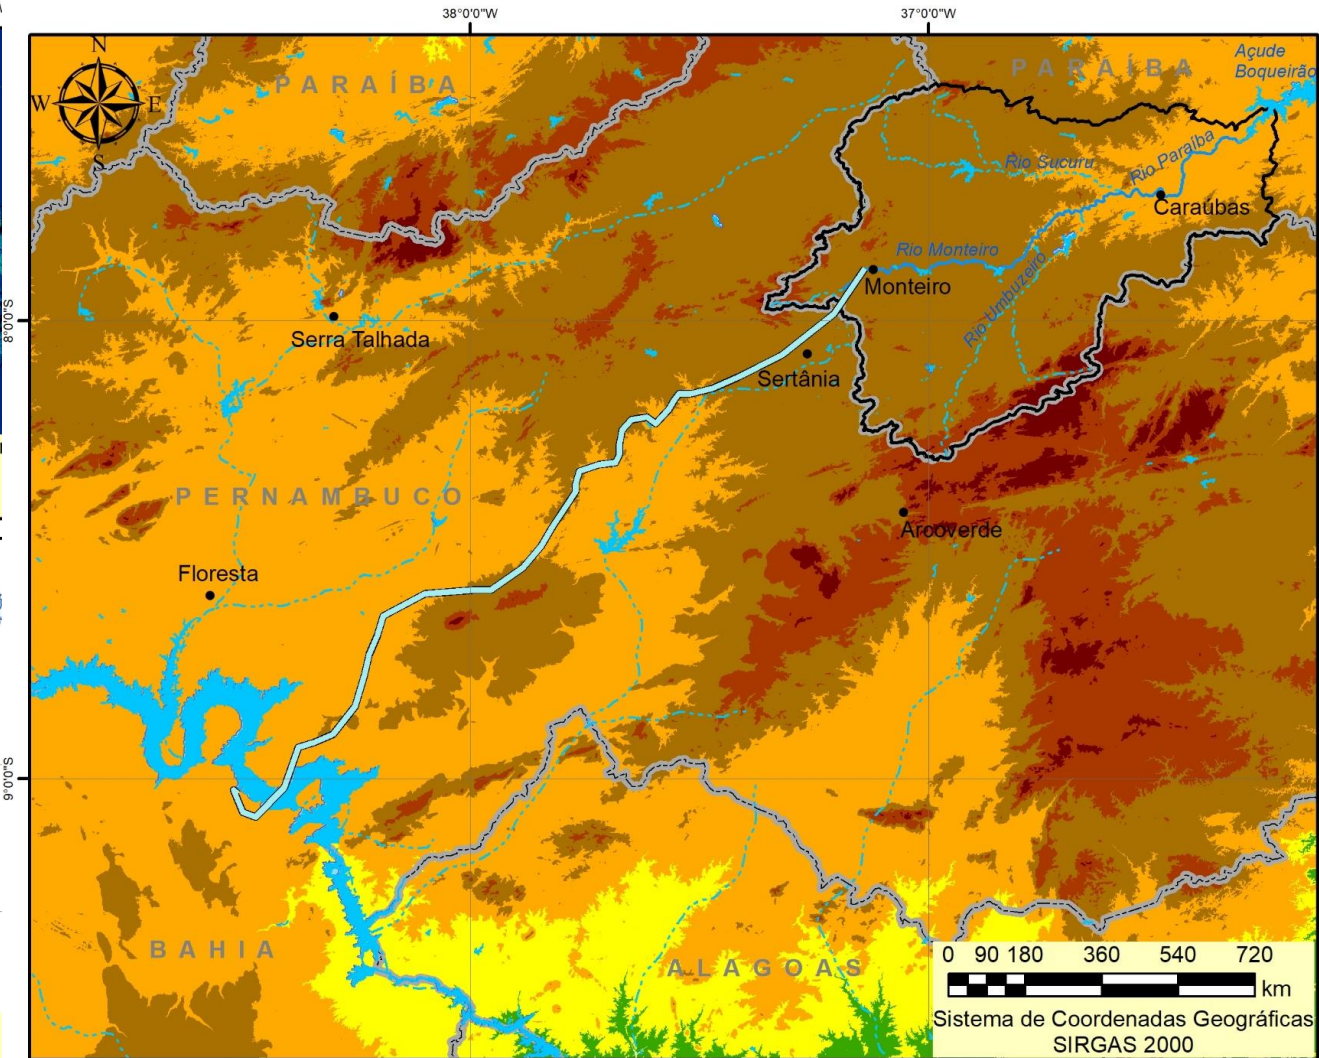 38°0'0"W
37°0'0"W
N
W
E
S
PARAÍBA
PARAÍBA
Açude
Boqueirão
Rio Sucuru
Rio Paraíba
Caraúbas
Rio Monteiro
Monteiro
Rio Umbuzeiro
8°0'0"S
Serra Talhada
Sertânia
PERNAMBUCO
Arcoverde
Floresta
9°0'0"S
BAHIA
ALAGOAS
0 90 180 360 540 720
km
Sistema de Coordenadas Geográficas
SIRGAS 2000